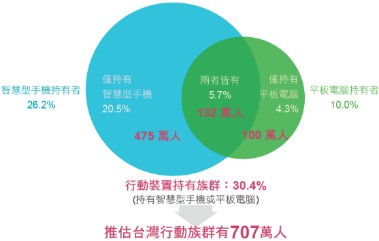 智慧型手機持有者
26.2%
僅持有
智慧型手機
20.5%
475 萬人
兩者皆有
5.7%
132 萬人
僅持有
平板電腦
4.3%
100 萬人
平板電腦持有者
10.0%
行動裝置持有族群：30.4%
(持有智慧型手機或平板電腦)
推估台灣行動族群有707萬人